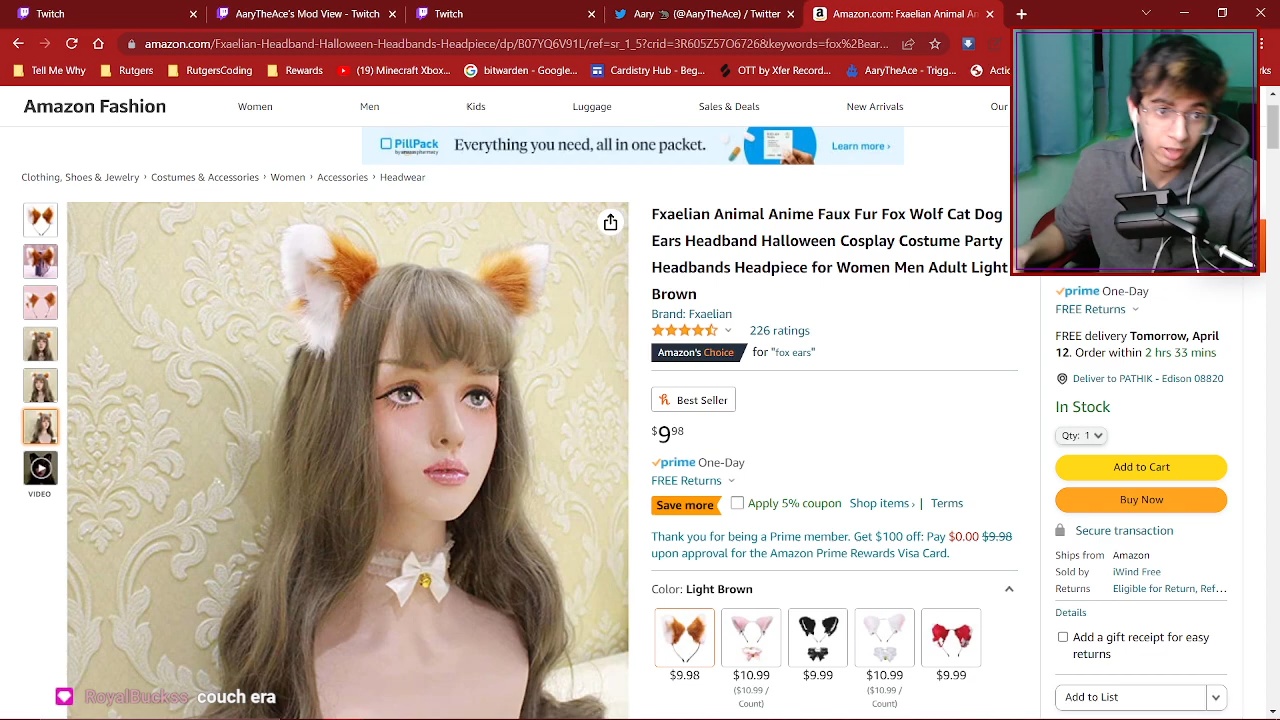 Twitch
AaryTheAce's Mod View - Twitch
Twitch
Aary (@AaryTheAce) / Twitter
Amazon.com: Fxaelian Animal An
amazon.com/Fxaelian-Headband-Halloween-Headbands-Headpiece/dp/B07YQ6V91L/ref=sr_1_5?crid=3R605Z57O6726&keywords=fox%2Bear...
Tell Me Why
Rutgers
RutgersCoding
Rewards
(19) Minecraft Xbox...
bitwarden - Google...
Cardistry Hub - Beg...
OTT by Xfer Record...
AaryTheAce - Trigg...
Amazon Fashion
Women
Men
Kids
Luggage
Sales & Deals
New Arrivals
Our
PillPack
by amazon pharmacy
Everything you need, all in one packet.
Learn more ›
Clothing, Shoes & Jewelry › Costumes & Accessories › Women › Accessories › Headwear
VIDEO
Fxaelian Animal Anime Faux Fur Fox Wolf Cat Dog
Ears Headband Halloween Cosplay Costume Party
Headbands Headpiece for Women Men Adult Light
Brown
Brand: Fxaelian
226 ratings
Amazon's Choice for "fox ears"
Best Seller
$9.98
prime One-Day
FREE Returns
Save more Apply 5% coupon Shop items › | Terms
Thank you for being a Prime member. Get $100 off: Pay $0.00 $9.98
upon approval for the Amazon Prime Rewards Visa Card.
Color: Light Brown
$9.98
$10.99
($10.99 /
Count)
$9.99
$10.99
($10.99 /
Count)
$9.99
prime One-Day
FREE Returns
FREE delivery Tomorrow, April
12. Order within 2 hrs 33 mins
Deliver to PATHIK - Edison 08820
In Stock
Qty: 1
Add to Cart
Buy Now
Secure transaction
Ships from Amazon
Sold by iWind Free
Returns Eligible for Return, Ref...
Details
Add a gift receipt for easy
returns
Add to List
RoyalBuckss couch era